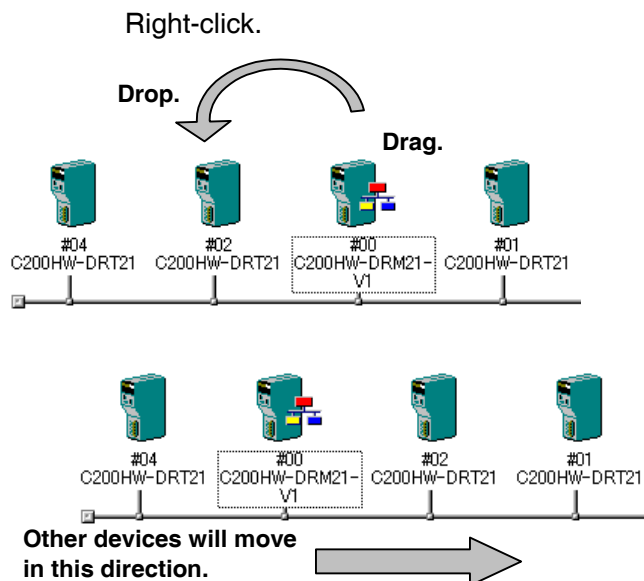 Right-click.
Drop.
Drag.
#04
C200HW-DRT21
#02
C200HW-DRT21
#00
C200HW-DRM21-
V1
#01
C200HW-DRT21
#04
C200HW-DRT21
#00
C200HW-DRM21-
V1
#02
C200HW-DRT21
#01
C200HW-DRT21
Other devices will move
in this direction.